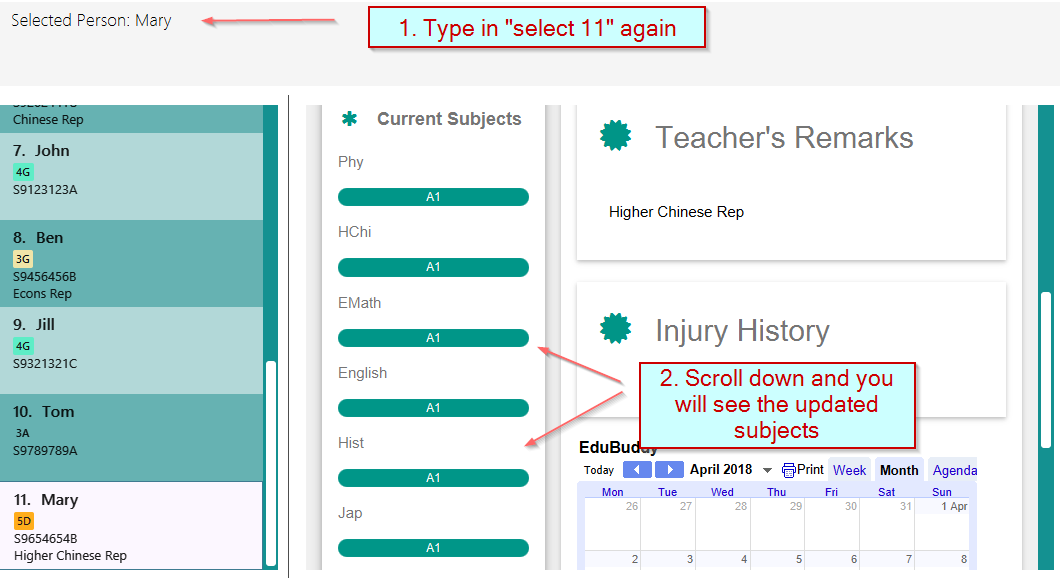 Selected Person: Mary
1. Type in "select 11" again
Chinese Rep
7. John
4G
S9123123A
8. Ben
3G
S9456456B
Econs Rep
9. Jill
4G
S9321321C
10. Tom
3A
S9789789A
11. Mary
5D
S9654654B
Higher Chinese Rep
Current Subjects
Phy
A1
HChi
A1
EMath
A1
English
A1
Hist
A1
Jap
A1
Teacher's Remarks
Higher Chinese Rep
Injury History
2. Scroll down and you
will see the updated
subjects
EduBuddy
Today April 2018 Print Week Month Agenda
Mon Tue Wed Thu Fri Sat Sun
26 27 28 29 30 31 1 Apr
2 3 4 5 6 7 8